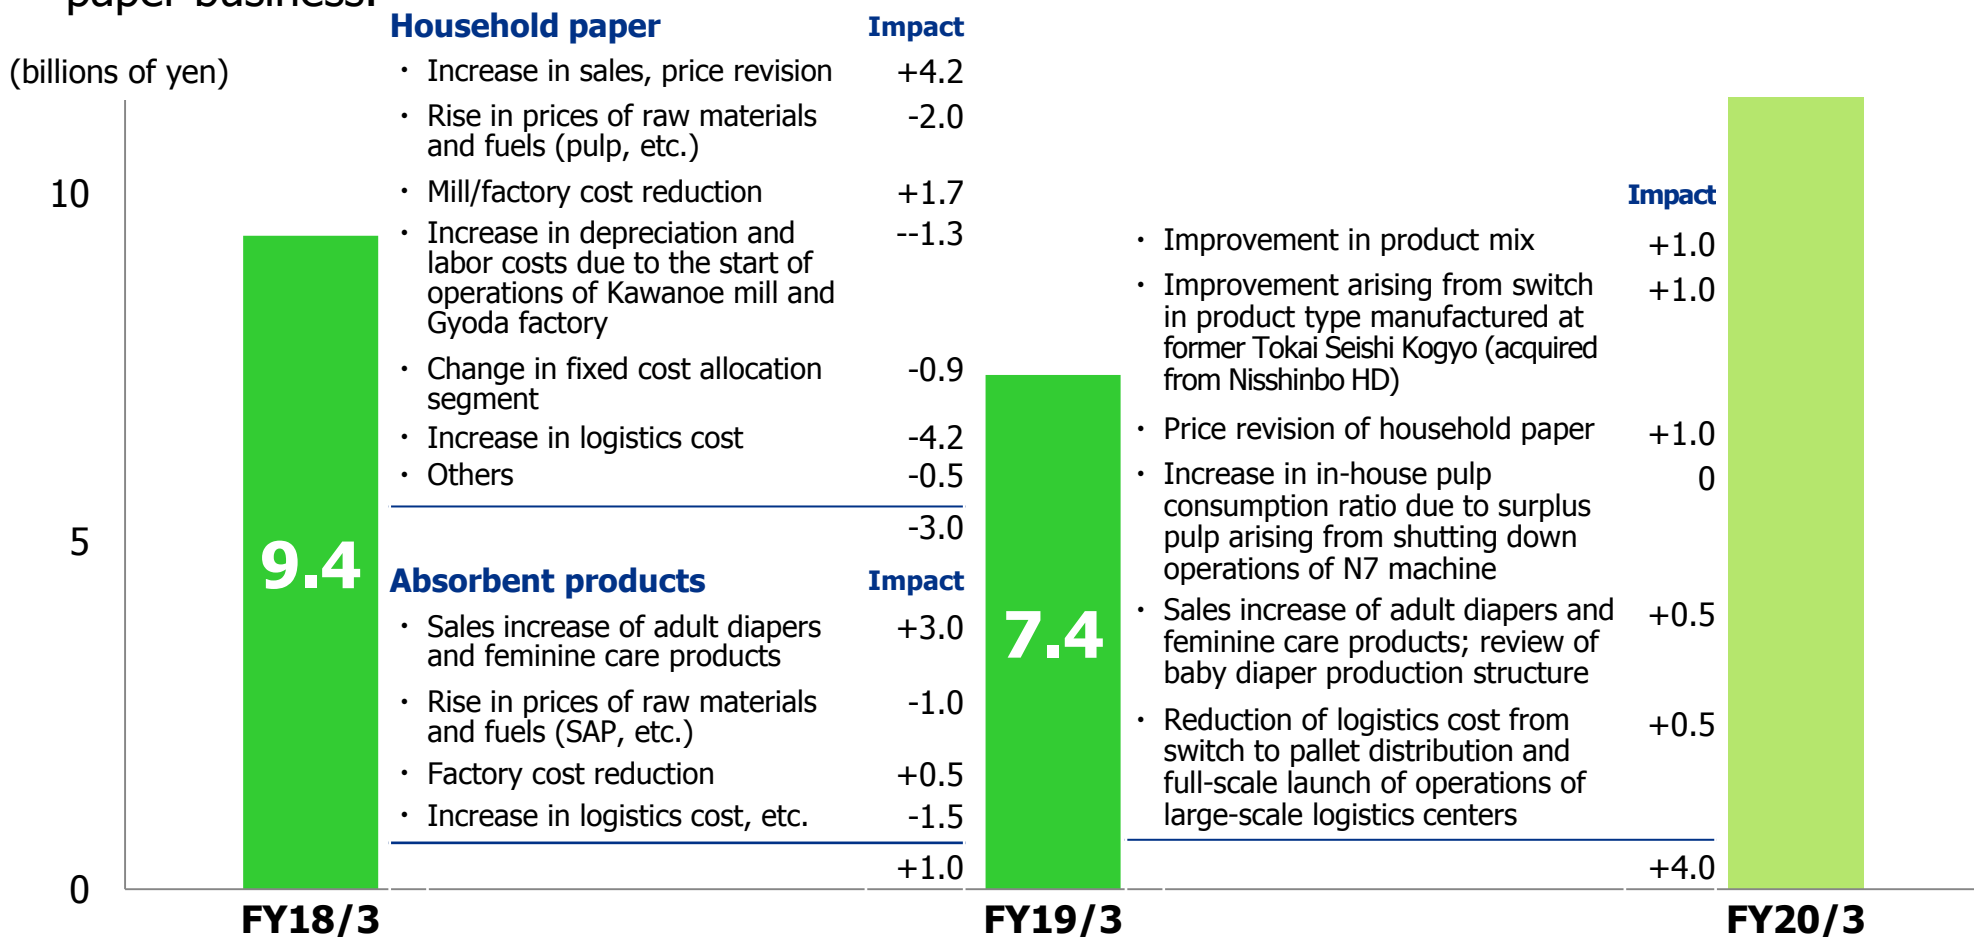 paper business.
(billions of yen)
10
5
0
Household paper Impact
・ Increase in sales, price revision +4.2
・ Rise in prices of raw materials -2.0
and fuels (pulp, etc.)
・ Mill/factory cost reduction +1.7
・ Increase in depreciation and --1.3
labor costs due to the start of
operations of Kawanoe mill and
Gyoda factory
・ Change in fixed cost allocation -0.9
segment
・ Increase in logistics cost -4.2
・ Others -0.5
-3.0
Absorbent products Impact
・ Sales increase of adult diapers +3.0
and feminine care products
・ Rise in prices of raw materials -1.0
and fuels (SAP, etc.)
・ Factory cost reduction +0.5
・ Increase in logistics cost, etc. -1.5
+1.0
Impact
・ Improvement in product mix +1.0
・ Improvement arising from switch +1.0
in product type manufactured at
former Tokai Seishi Kogyo (acquired
from Nisshinbo HD)
・ Price revision of household paper +1.0
・ Increase in in-house pulp 0
consumption ratio due to surplus
pulp arising from shutting down
operations of N7 machine
・ Sales increase of adult diapers and +0.5
feminine care products; review of
baby diaper production structure
・ Reduction of logistics cost from +0.5
switch to pallet distribution and
full-scale launch of operations of
large-scale logistics centers
+4.0
9.4
7.4
FY18/3 FY19/3 FY20/3